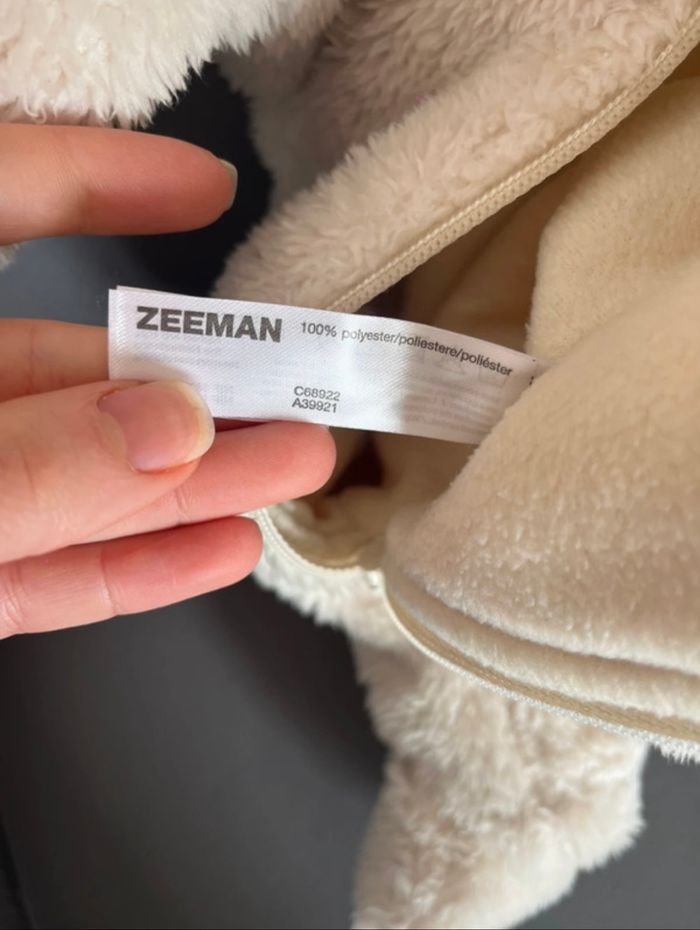 ZEEMAN 100% polyester/poliestere/poliéster
C68922
A39921